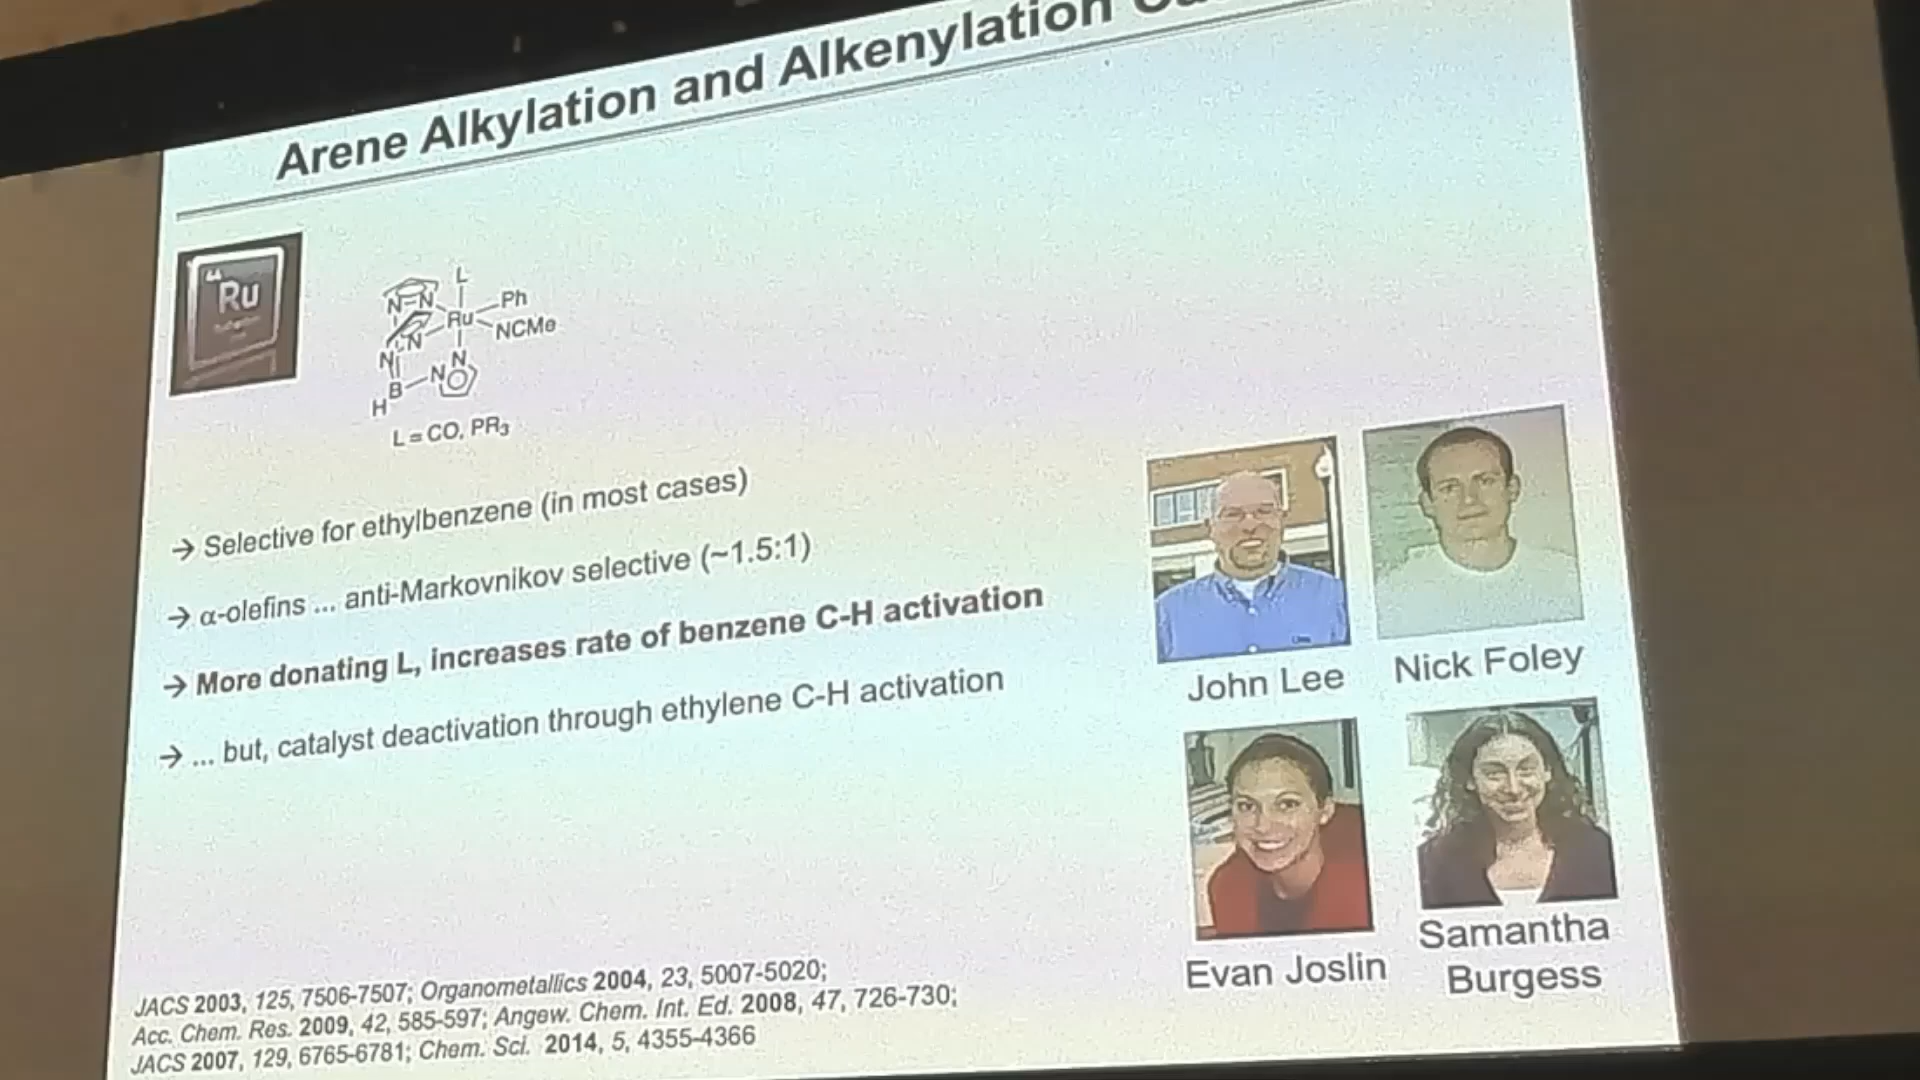 Arene Alkylation and Alkenylation
44
Ru
L
N N
Ru
Ph
NCMe
N
N
N
N
B
H
L = CO, PR₃
→ Selective for ethylbenzene (in most cases)
→ α-olefins ... anti-Markovnikov selective (~1.5:1)
→ More donating L, increases rate of benzene C-H activation
→ ... but, catalyst deactivation through ethylene C-H activation
John Lee
Nick Foley
Evan Joslin
Samantha
Burgess
JACS 2003, 125, 7506-7507; Organometallics 2004, 23, 5007-5020;
Acc. Chem. Res. 2009, 42, 585-597; Angew. Chem. Int. Ed. 2008, 47, 726-730;
JACS 2007, 129, 6765-6781; Chem. Sci. 2014, 5, 4355-4366